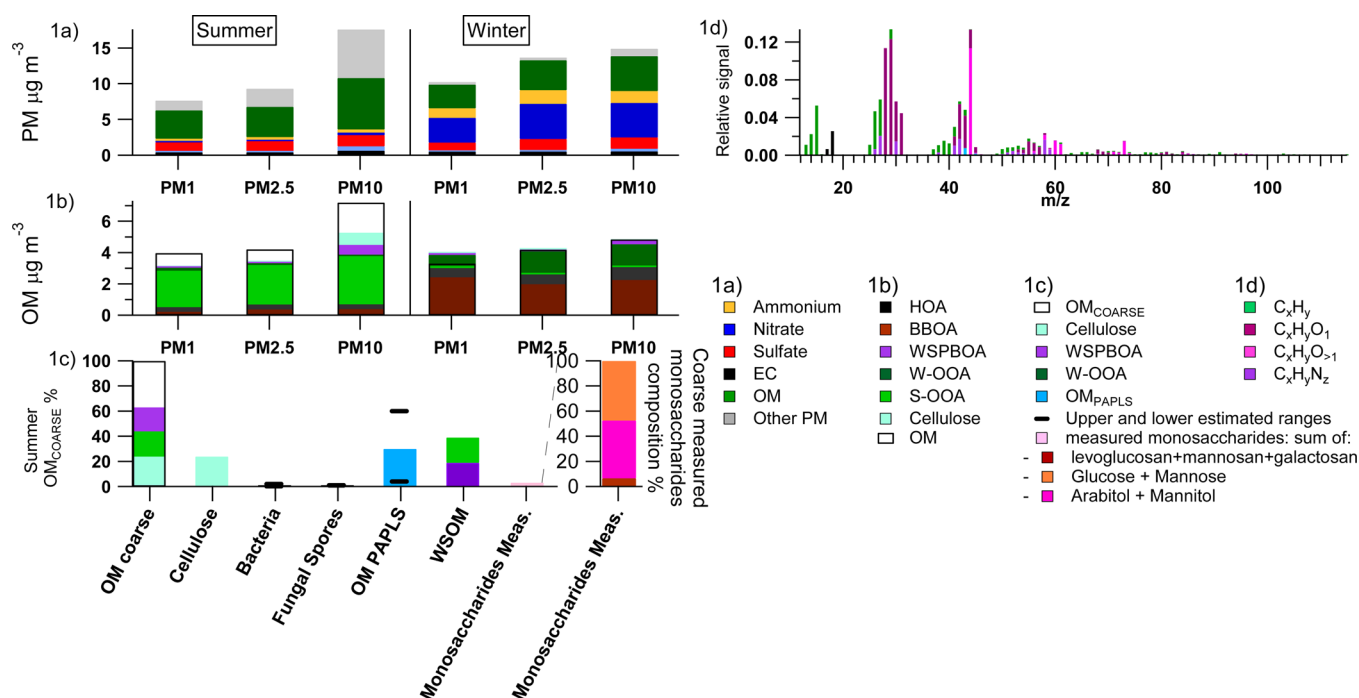 1a)
Summer
Winter
PM μg m⁻³
15
10
5
0
PM1
PM2.5
PM10
PM1
PM2.5
PM10
1b)
OM μg m⁻³
6
4
2
0
PM1
PM2.5
PM10
PM1
PM2.5
PM10
1c)
Summer
OM_COARSE %
100
80
60
40
20
0
OM coarse
Cellulose
Bacteria
Fungal Spores
OM PAPLS
WSOM
Monosaccharides Meas.
100
80
60
40
20
0
Monosaccharides Meas.
Coarse measured
monosaccharides
composition %
1d)
Relative signal
0.12
0.08
0.04
0.00
20
40
60
80
100
m/z
1a)
Ammonium
Nitrate
Sulfate
EC
OM
Other PM
1b)
HOA
BBOA
WSPBOA
W-OOA
S-OOA
Cellulose
OM
1c)
OM_COARSE
Cellulose
WSPBOA
W-OOA
OM_PAPLS
Upper and lower estimated ranges
measured monosaccharides: sum of:
- levoglucosan+mannosan+galactosan
- Glucose + Mannose
- Arabitol + Mannitol
1d)
CxHy
CxHyO1
CxHyO>1
CxHyNz